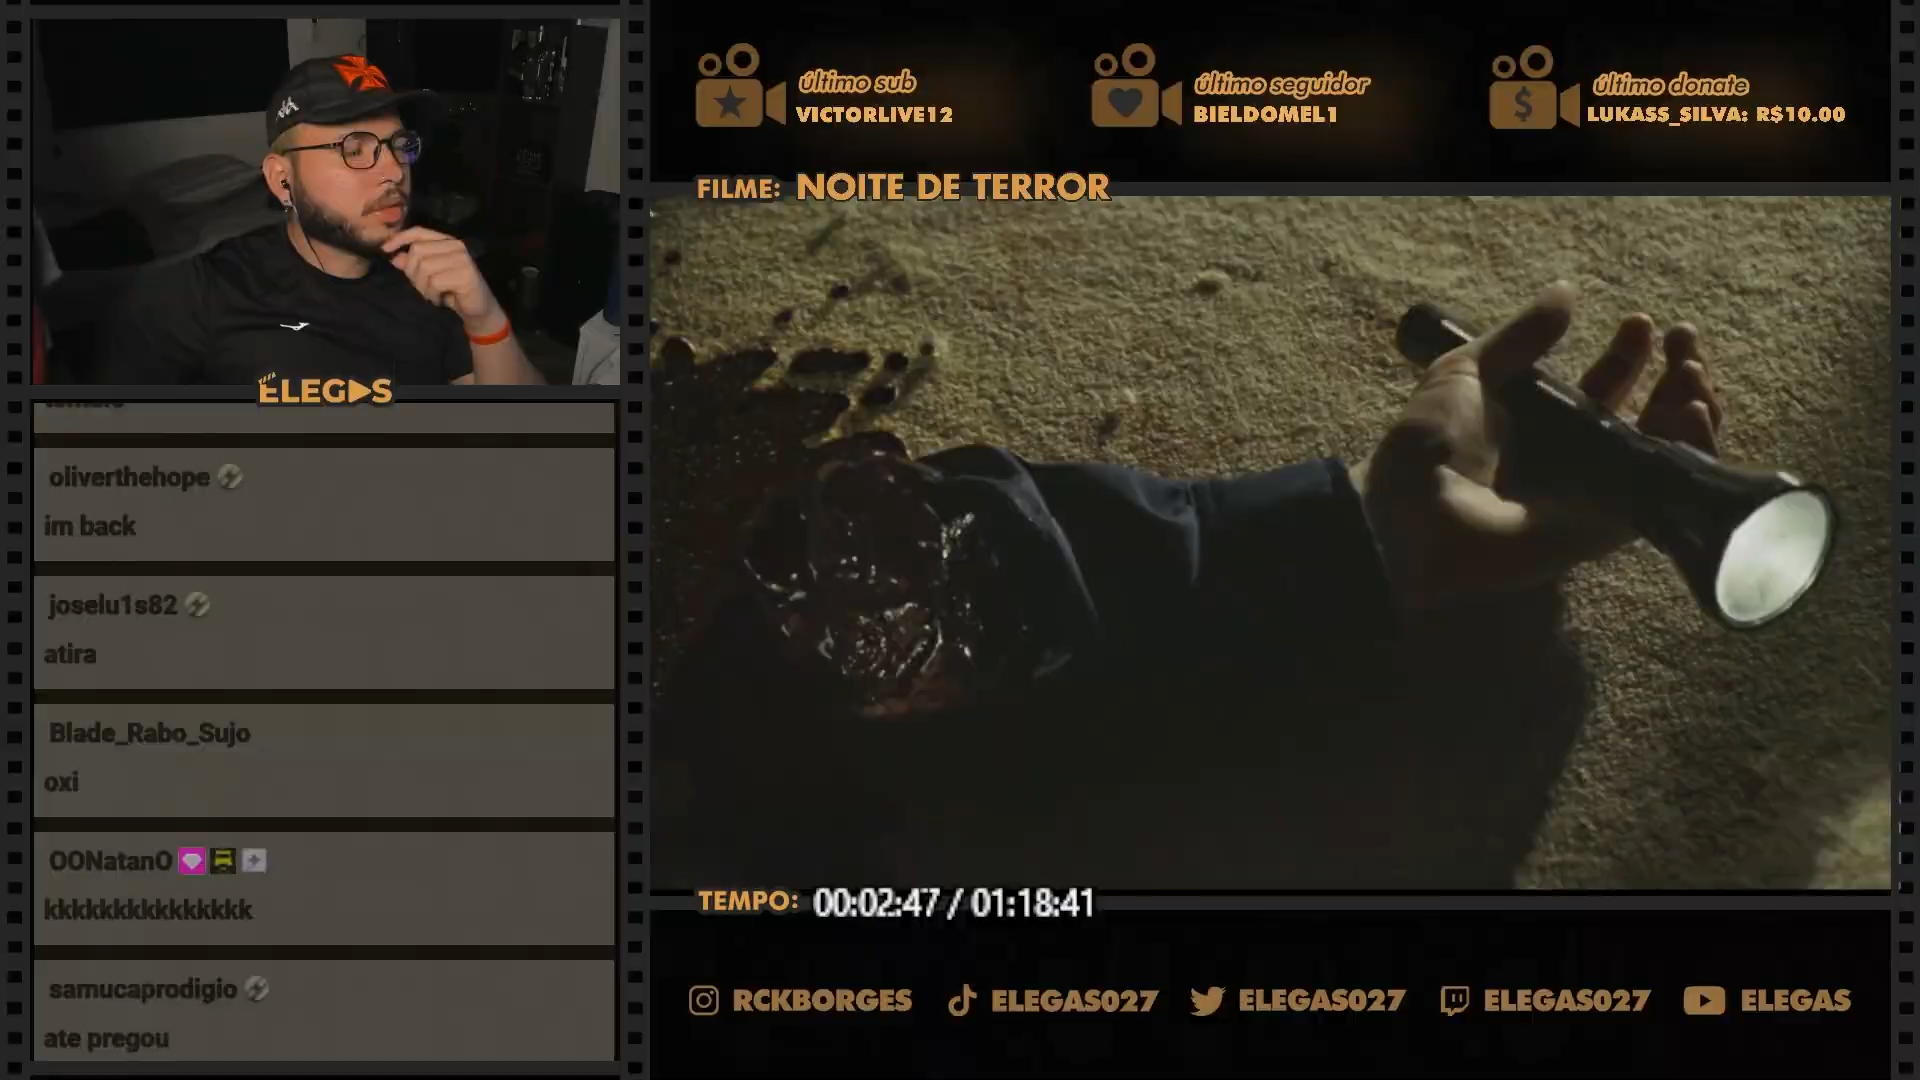 último sub
VICTORLIVE12
último seguidor
BIELDOMEL1
último donate
LUKASS_SILVA: R$10.00
FILME: NOITE DE TERROR
ELEGAS
oliverthehope
im back
joselu1s82
atira
Blade_Rabo_Sujo
oxi
OONatanO
kkkkkkkkkkkkkkk
samucaprodigio
ate pregou
TEMPO: 00:02:47 / 01:18:41
RCKBORGES
ELEGAS027
ELEGAS027
ELEGAS027
ELEGAS